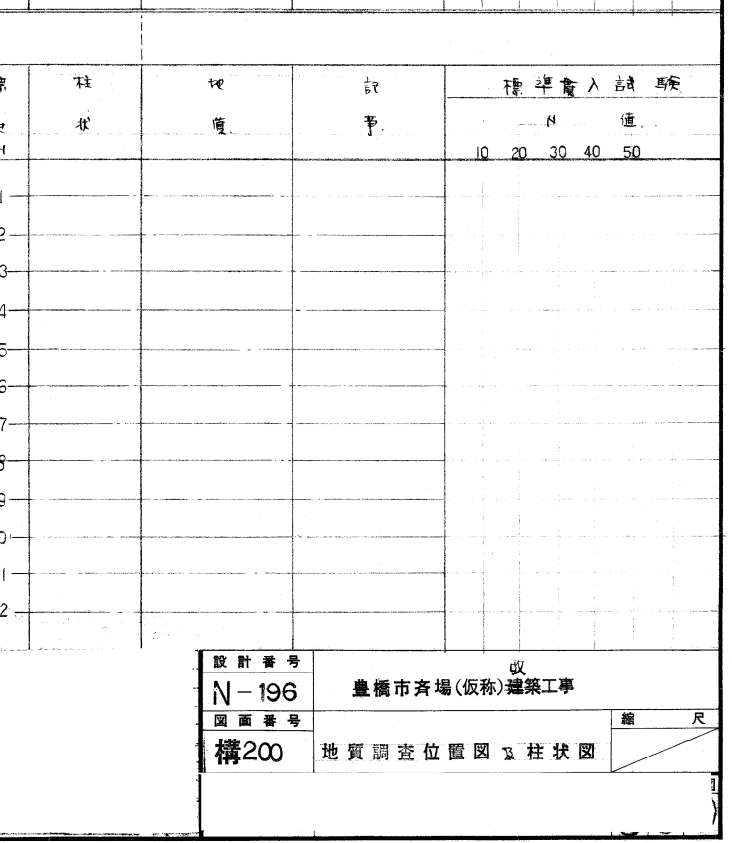 柱 地 記 標準貫入試験
状 質 事 N 値
10 20 30 40 50
1
2
3
4
5
6
7
8
9
0
1
2
設計番号
N-196
改
豊橋市斉場(仮称)建築工事
図面番号
構200
地質調査位置図及柱状図
縮尺